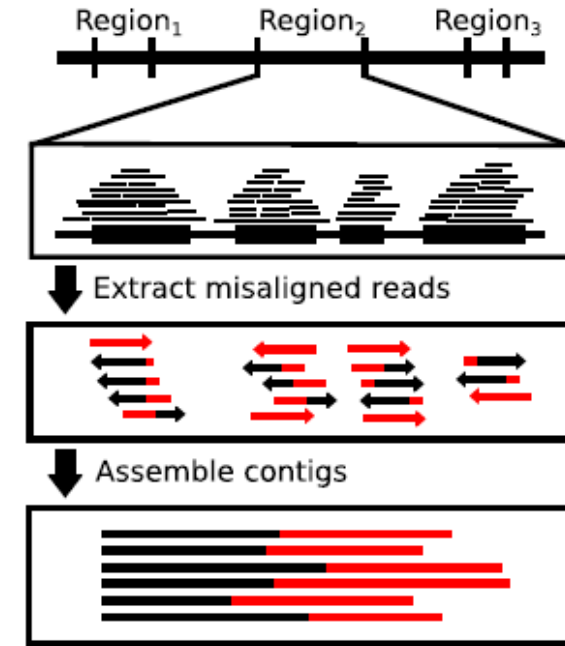 Region₁ Region₂ Region₃
Extract misaligned reads
Assemble contigs